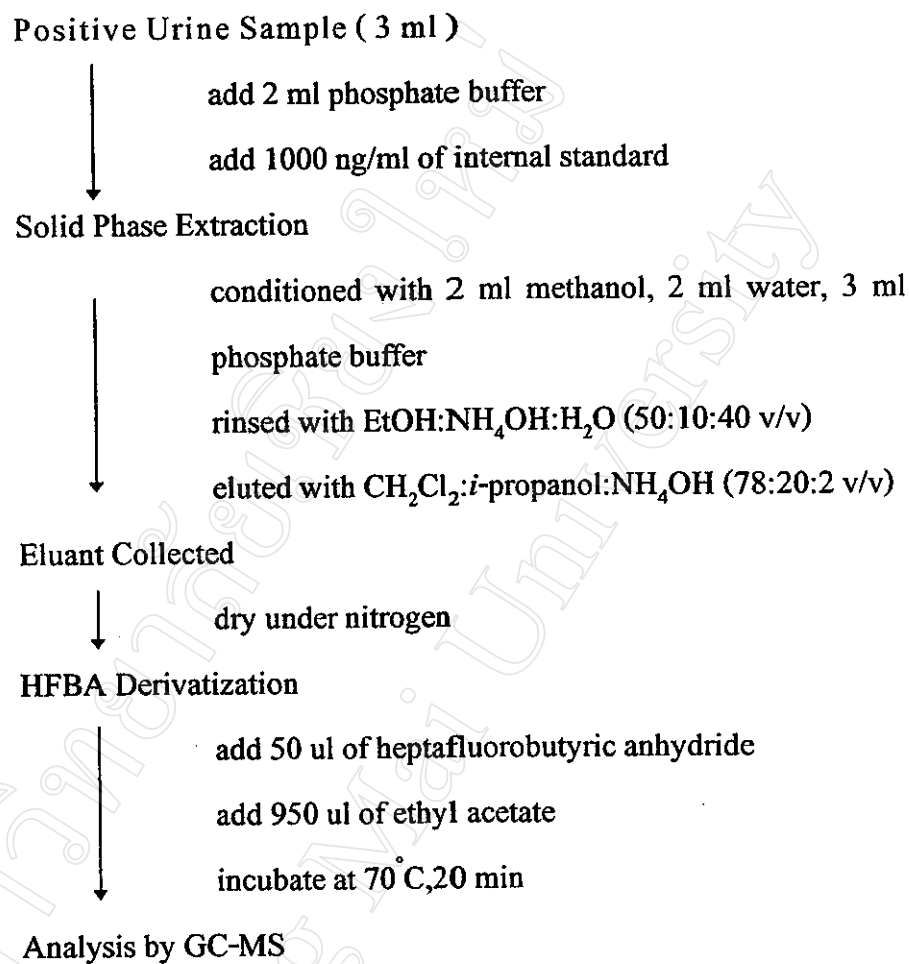 Positive Urine Sample ( 3 ml )
add 2 ml phosphate buffer
add 1000 ng/ml of internal standard
Solid Phase Extraction
conditioned with 2 ml methanol, 2 ml water, 3 ml
phosphate buffer
rinsed with EtOH:NH₄OH:H₂O (50:10:40 v/v)
eluted with CH₂Cl₂:i-propanol:NH₄OH (78:20:2 v/v)
Eluant Collected
dry under nitrogen
HFBA Derivatization
add 50 ul of heptafluorobutyric anhydride
add 950 ul of ethyl acetate
incubate at 70°C,20 min
Analysis by GC-MS